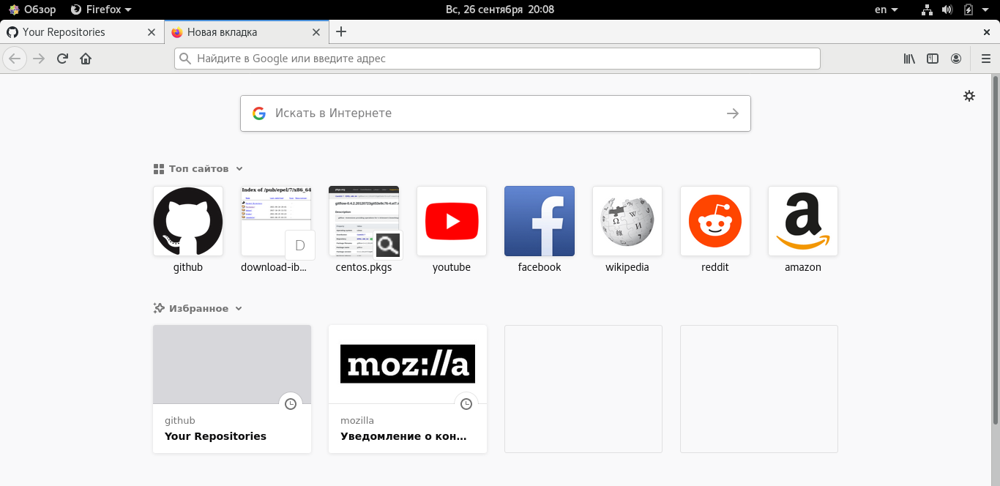 Обзор Firefox Вс, 26 сентября 20:08 en
Your Repositories Новая вкладка
Найдите в Google или введите адрес
Искать в Интернете
Топ сайтов
Index of /pub/epel/7/x86_64
D
github download-ib... centos.pkgs youtube facebook wikipedia reddit amazon
Избранное
moz://a
github mozilla
Your Repositories Уведомление о кон...